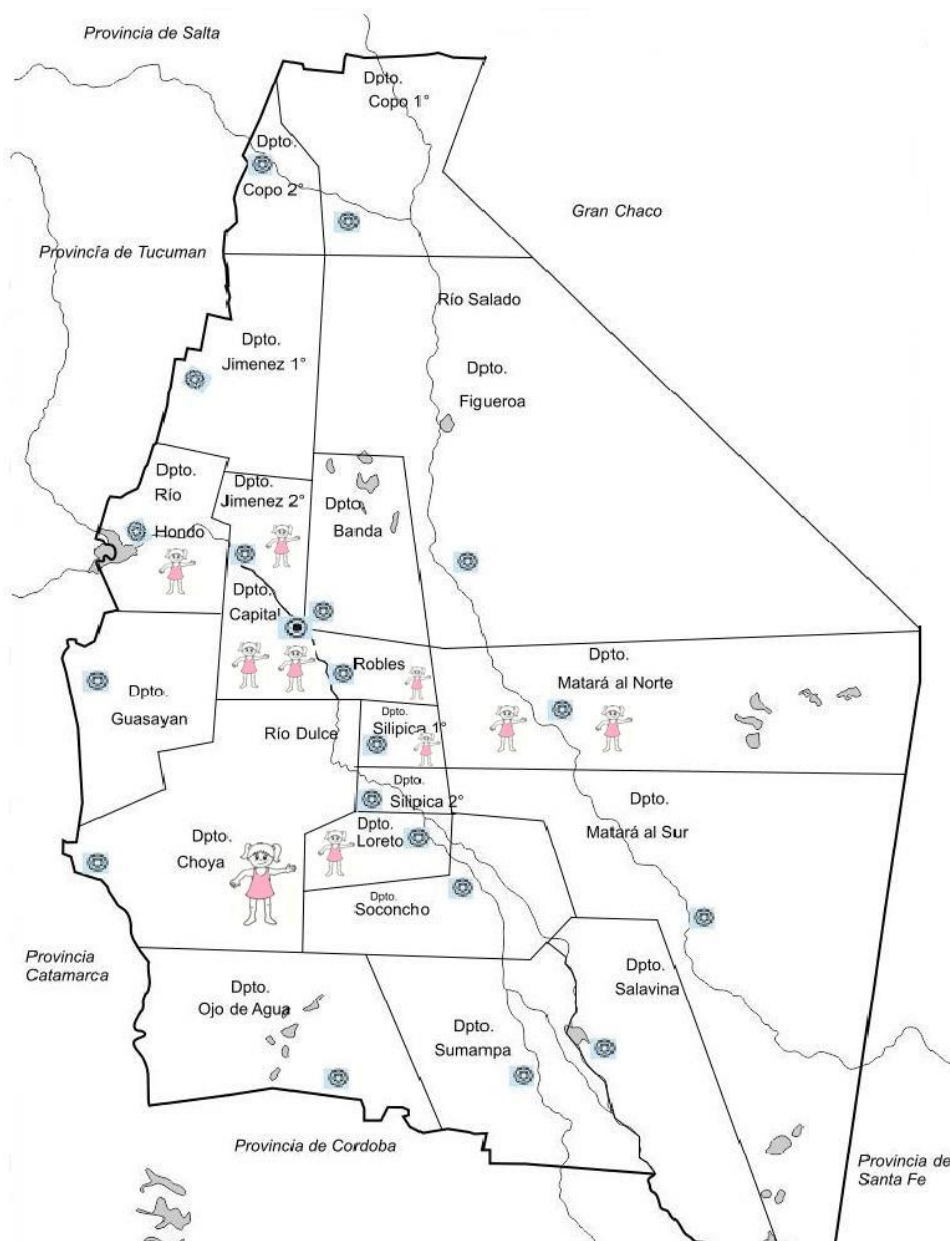 Provincia de Salta
Dpto.
Copo 1°
Dpto.
Copo 2°
Gran Chaco
Provincia de Tucuman
Río Salado
Dpto.
Jimenez 1°
Dpto.
Figueroa
Dpto.
Río
Hondo
Dpto.
Jimenez 2°
Dpto.
Banda
Dpto.
Capital
Robles
Dpto.
Matará al Norte
Dpto.
Guasayan
Río Dulce
Dpto.
Silipica 1°
Dpto.
Silipica 2°
Dpto.
Matará al Sur
Dpto.
Choya
Dpto.
Loreto
Dpto.
Soconcho
Provincia
Catamarca
Dpto.
Ojo de Agua
Dpto.
Salavina
Dpto.
Sumampa
Provincia de Cordoba
Provincia de
Santa Fe